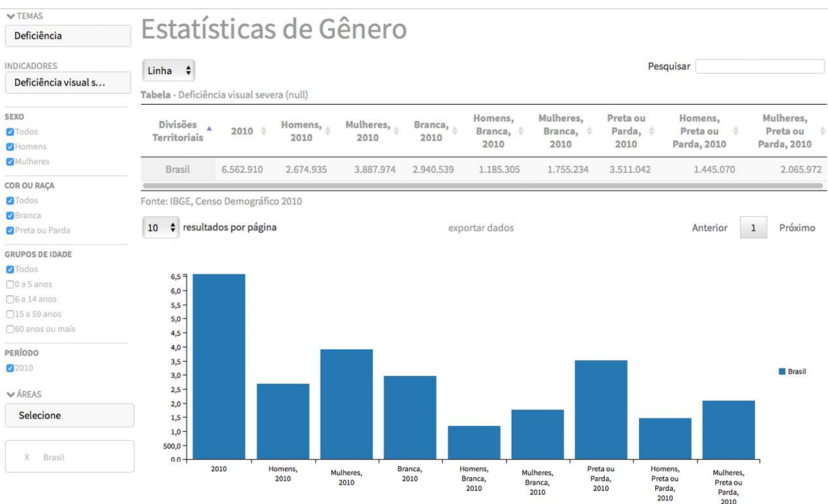 TEMAS
Deficiência
INDICADORES
Deficiência visual s...
SEXO
Todos
Homens
Mulheres
COR OU RAÇA
Todos
Branca
Preta ou Parda
GRUPOS DE IDADE
Todos
0 a 5 anos
6 a 14 anos
15 a 59 anos
60 anos ou mais
PERÍODO
2010
ÁREAS
Selecione
X Brasil
Estatísticas de Gênero
Linha
Pesquisar
Tabela - Deficiência visual severa (null)
Divisões Territoriais 2010 Homens, 2010 Mulheres, 2010 Branca, 2010 Homens, Branca, 2010 Mulheres, Branca, 2010 Preta ou Parda, 2010 Homens, Preta ou Parda, 2010 Mulheres, Preta ou Parda, 2010
Brasil 6.562.910 2.674.935 3.887.974 2.940.539 1.185.305 1.755.234 3.511.042 1.445.070 2.065.972
Fonte: IBGE, Censo Demográfico 2010
10 resultados por página exportar dados Anterior 1 Próximo
6,5
6,0
5,5
5,0
4,5
4,0
3,5
3,0
2,5
2,0
1,5
1,0
500,0
0,0
Brasil
2010
Homens, 2010
Mulheres, 2010
Branca, 2010
Homens, Branca, 2010
Mulheres, Branca, 2010
Preta ou Parda, 2010
Homens, Preta ou Parda, 2010
Mulheres, Preta ou Parda, 2010